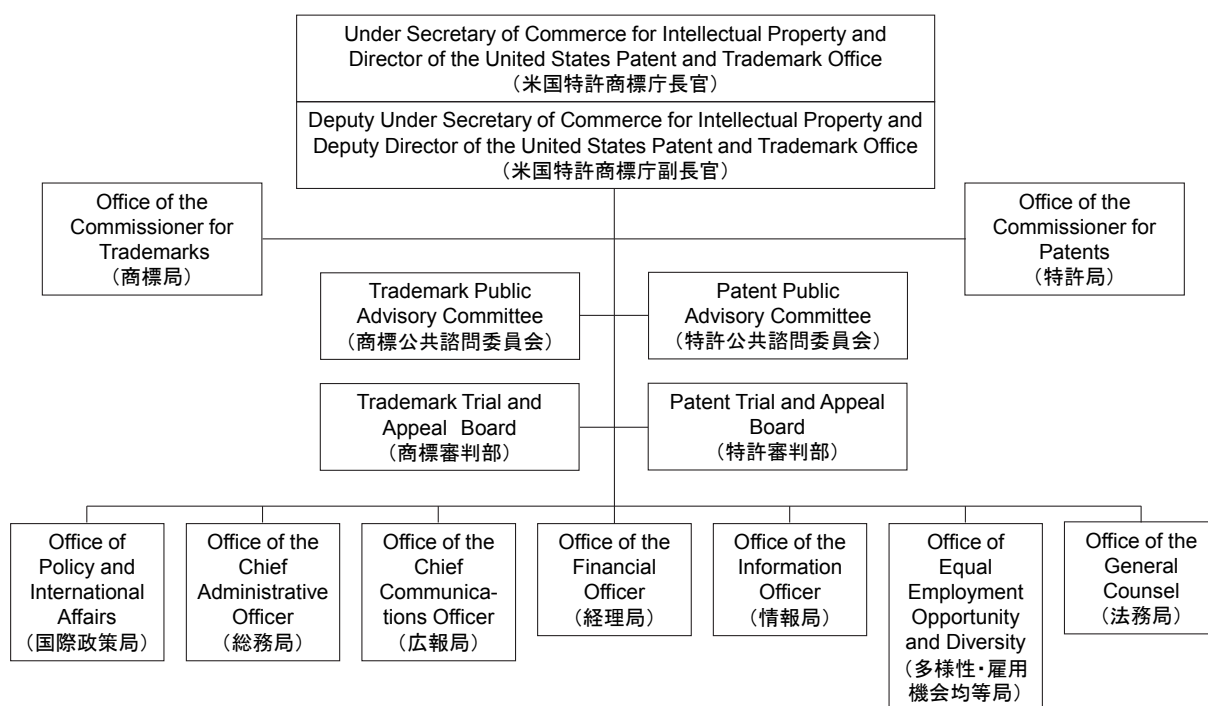 Under Secretary of Commerce for Intellectual Property and
Director of the United States Patent and Trademark Office
（米国特許商標庁長官）
Deputy Under Secretary of Commerce for Intellectual Property and
Deputy Director of the United States Patent and Trademark Office
（米国特許商標庁副長官）
Office of the
Commissioner for
Trademarks
（商標局）
Office of the
Commissioner for
Patents
（特許局）
Trademark Public
Advisory Committee
（商標公共諮問委員会）
Patent Public
Advisory Committee
（特許公共諮問委員会）
Trademark Trial and
Appeal Board
（商標審判部）
Patent Trial and Appeal
Board
（特許審判部）
Office of
Policy and
International
Affairs
（国際政策局）
Office of the
Chief
Administrative
Officer
（総務局）
Office of the
Chief
Communica-
tions Officer
（広報局）
Office of the
Financial
Officer
（経理局）
Office of the
Information
Officer
（情報局）
Office of
Equal
Employment
Opportunity
and Diversity
（多様性・雇用
機会均等局）
Office of the
General
Counsel
（法務局）